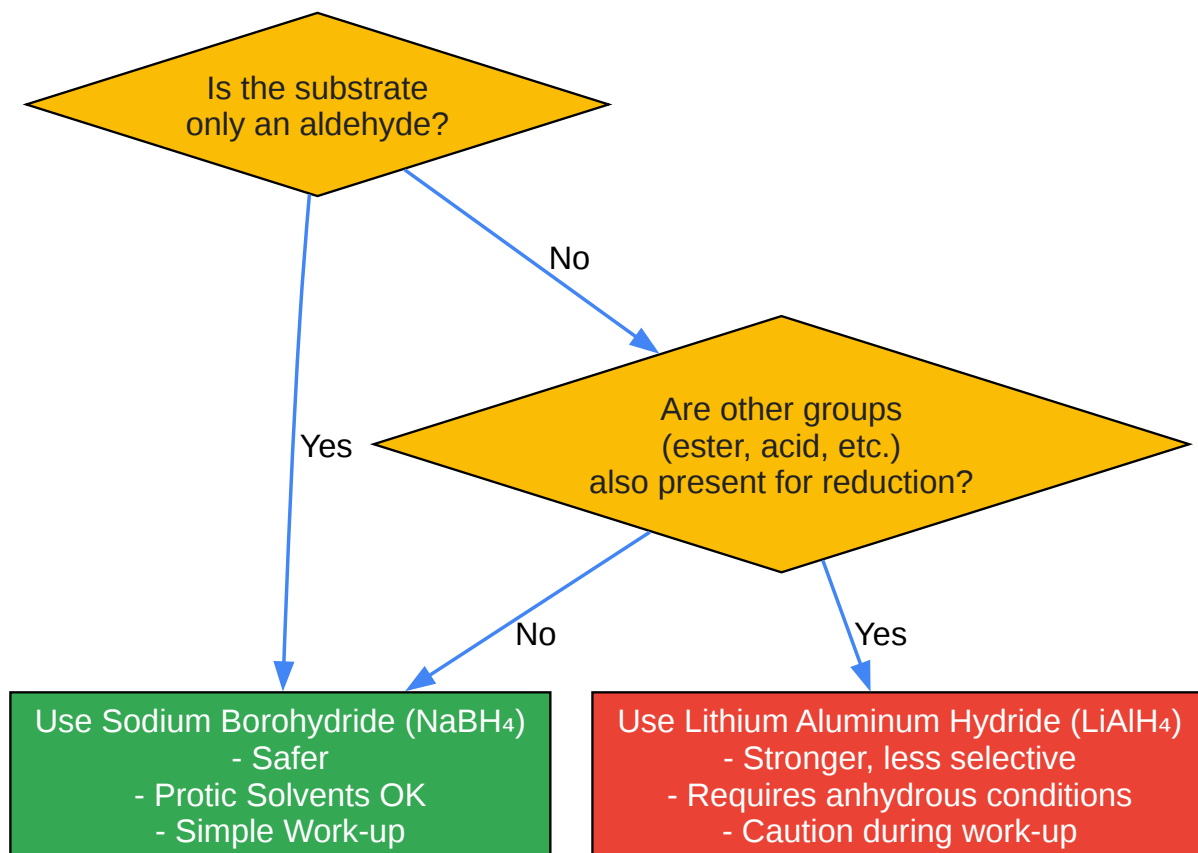 Is the substrate
only an aldehyde?
No
Yes
Are other groups
(ester, acid, etc.)
also present for reduction?
No
Yes
Use Sodium Borohydride (NaBH₄)
- Safer
- Protic Solvents OK
- Simple Work-up
Use Lithium Aluminum Hydride (LiAlH₄)
- Stronger, less selective
- Requires anhydrous conditions
- Caution during work-up